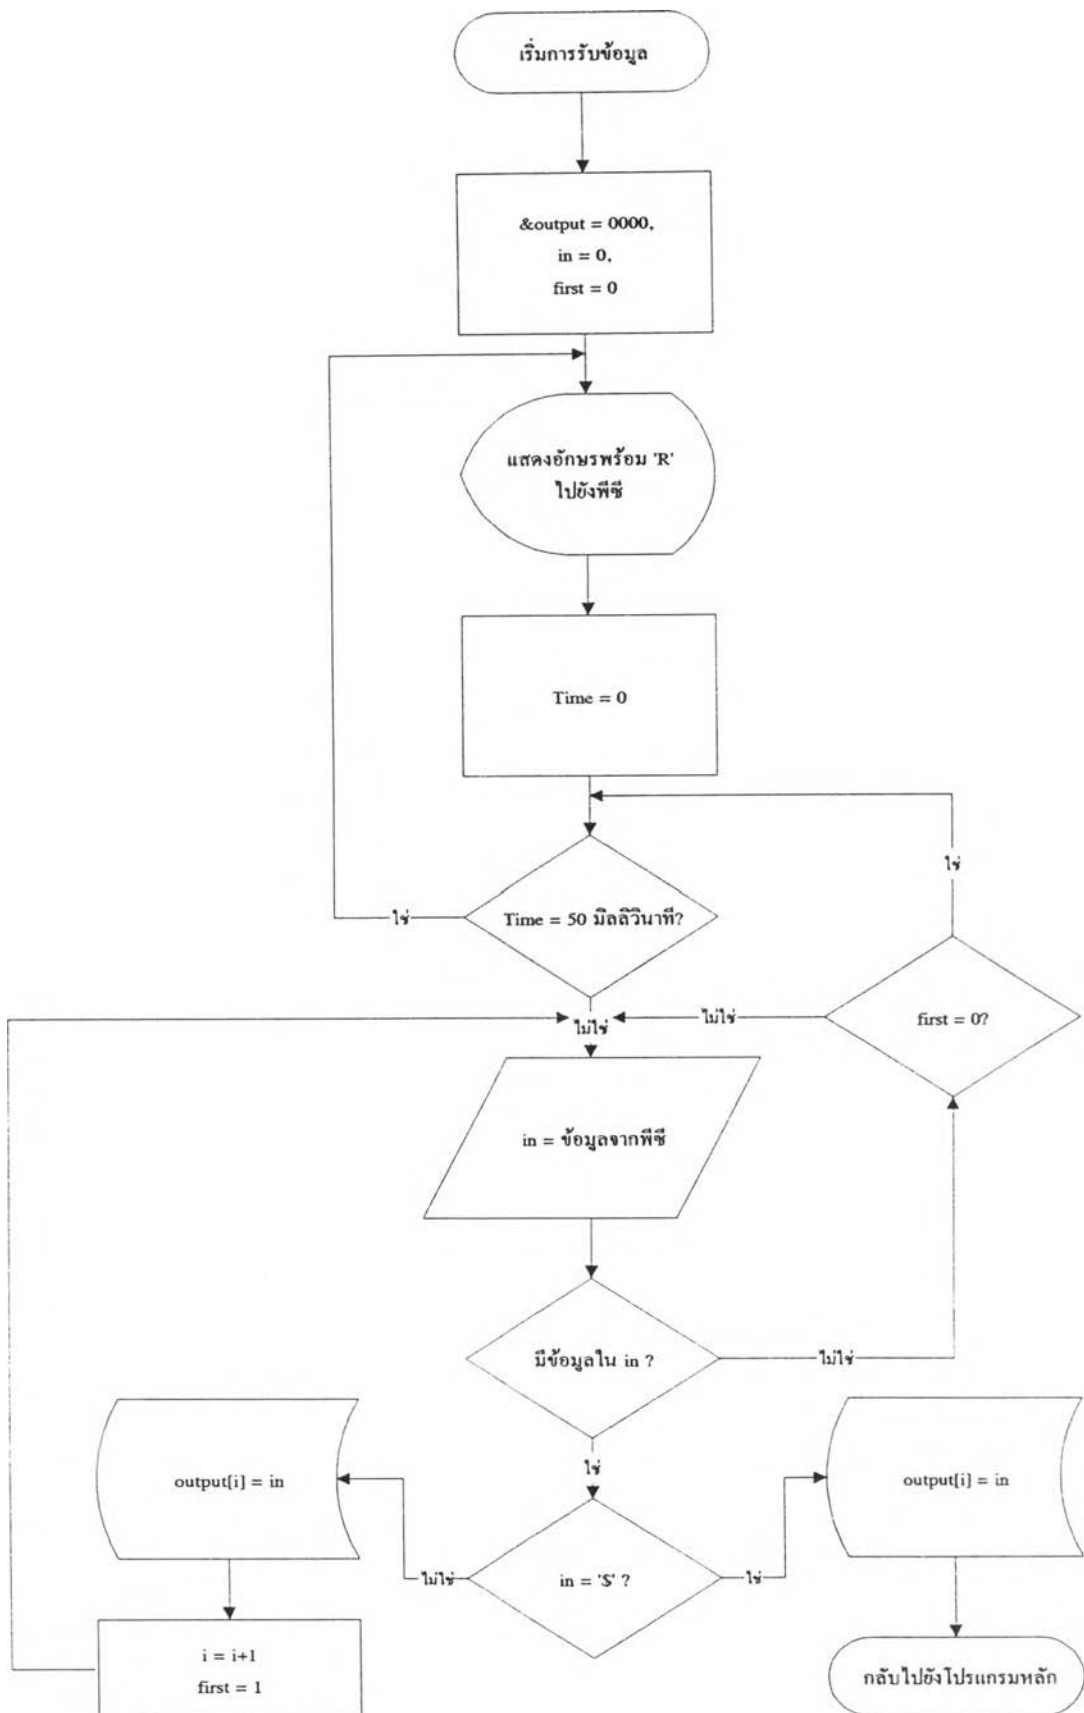 เริ่มการรับข้อมูล
&output = 0000,
in = 0,
first = 0
แสดงอักษรพร้อม 'R'
ไปยังพีซี
Time = 0
ใช่
ใช่
Time = 50 มิลลิวินาที?
ไม่ใช่
ไม่ใช่
first = 0?
in = ข้อมูลจากพีซี
มีข้อมูลใน in ?
ไม่ใช่
ใช่
output[i] = in
output[i] = in
ไม่ใช่
in = '$' ?
ใช่
i = i+1
first = 1
กลับไปยังโปรแกรมหลัก